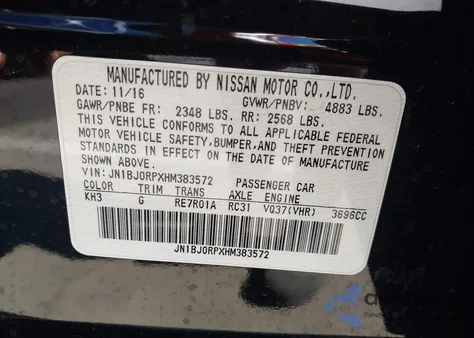 MANUFACTURED BY NISSAN MOTOR CO.,LTD.
DATE: 11/16 GVWR/PNBV: 4883 LBS.
GAWR/PNBE FR: 2348 LBS. RR: 2568 LBS.
THIS VEHICLE CONFORMS TO ALL APPLICABLE FEDERAL
MOTOR VEHICLE SAFETY,BUMPER,AND THEFT PREVENTION
STANDARDS IN EFFECT ON THE DATE OF MANUFACTURE
SHOWN ABOVE.
VIN: JN1BJ0RPXHM383572 PASSENGER CAR
COLOR TRIM TRANS AXLE ENGINE
KH3 G RE7R01A RC31 VQ37(VHR) 3696CC
JN1BJ0RPXHM383572